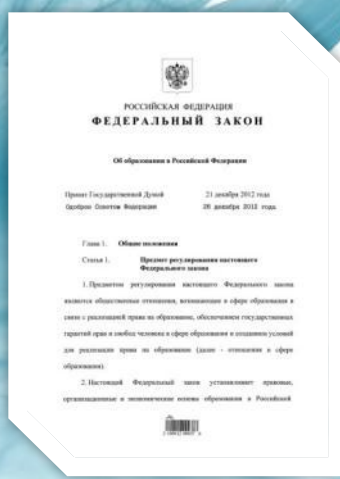 РОССИЙСКАЯ ФЕДЕРАЦИЯ
ФЕДЕРАЛЬНЫЙ ЗАКОН
Об образовании в Российской Федерации
Принят Государственной Думой 21 декабря 2012 года
Одобрен Советом Федерации 26 декабря 2012 года
Глава 1. Общие положения
Статья 1. Предмет регулирования настоящего
Федерального закона
1. Предметом регулирования настоящего Федерального закона
являются общественные отношения, возникающие в сфере образования в
связи с реализацией права на образование, обеспечением государственных
гарантий прав и свобод человека в сфере образования и созданием условий
для реализации права на образование (далее - отношения в сфере
образования).
2. Настоящий Федеральный закон устанавливает правовые,
организационные и экономические основы образования в Российской